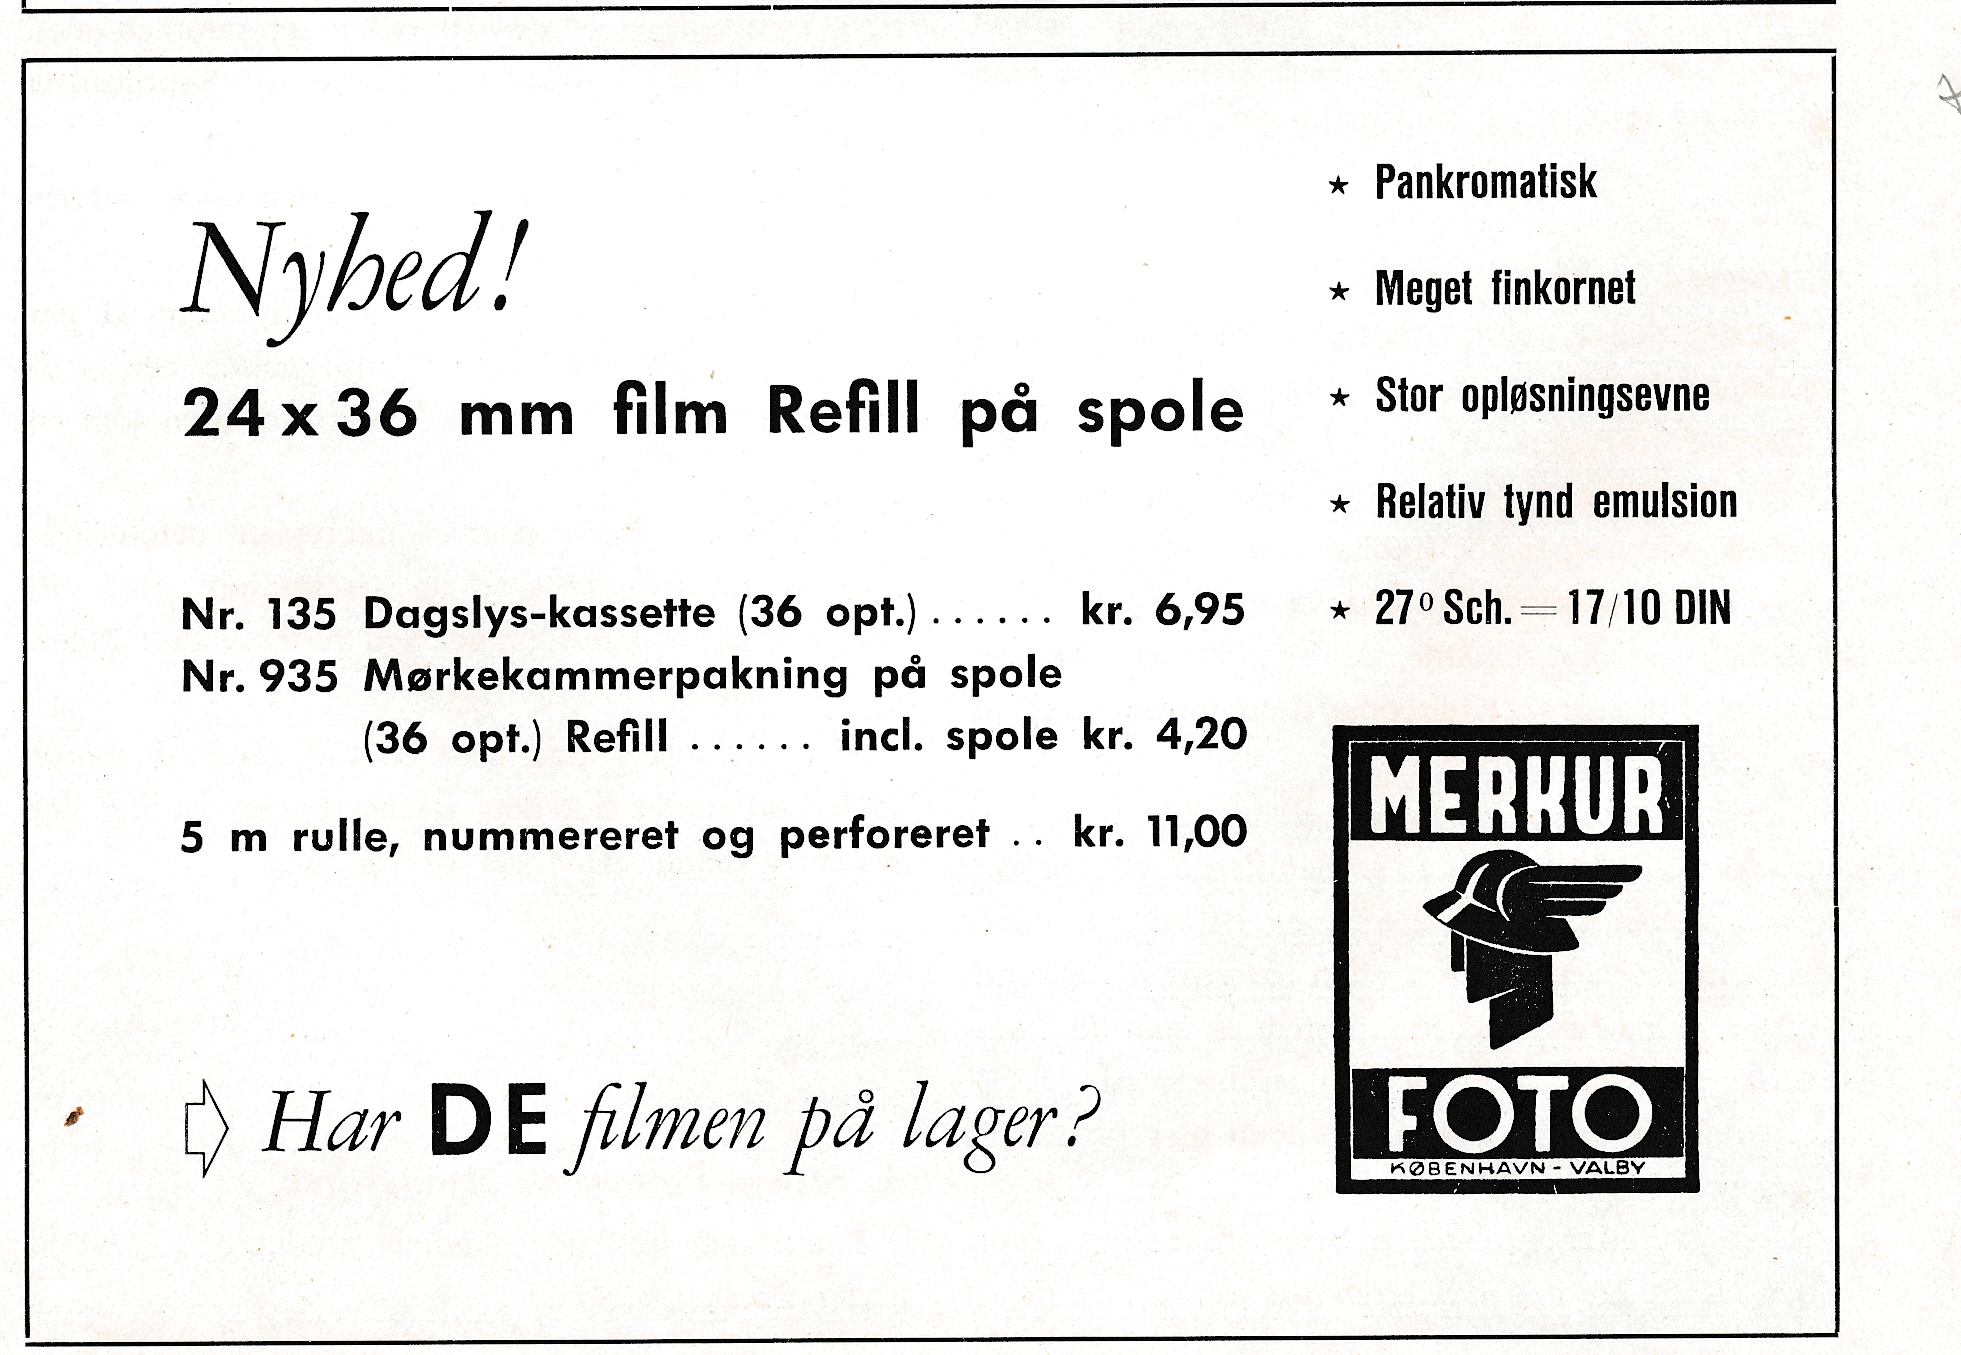 Nyhed!
24 x 36 mm film Refill på spole
Nr. 135 Dagslys-kassette (36 opt.) ...... kr. 6,95
Nr. 935 Mørkekammerpakning på spole
(36 opt.) Refill ...... incl. spole kr. 4,20
5 m rulle, nummereret og perforeret .. kr. 11,00
Har DE filmen på lager?
★ Pankromatisk
★ Meget finkornet
★ Stor opløsningsevne
★ Relativ tynd emulsion
★ 27° Sch. = 17/10 DIN
MERKUR
FOTO
KØBENHAVN - VALBY